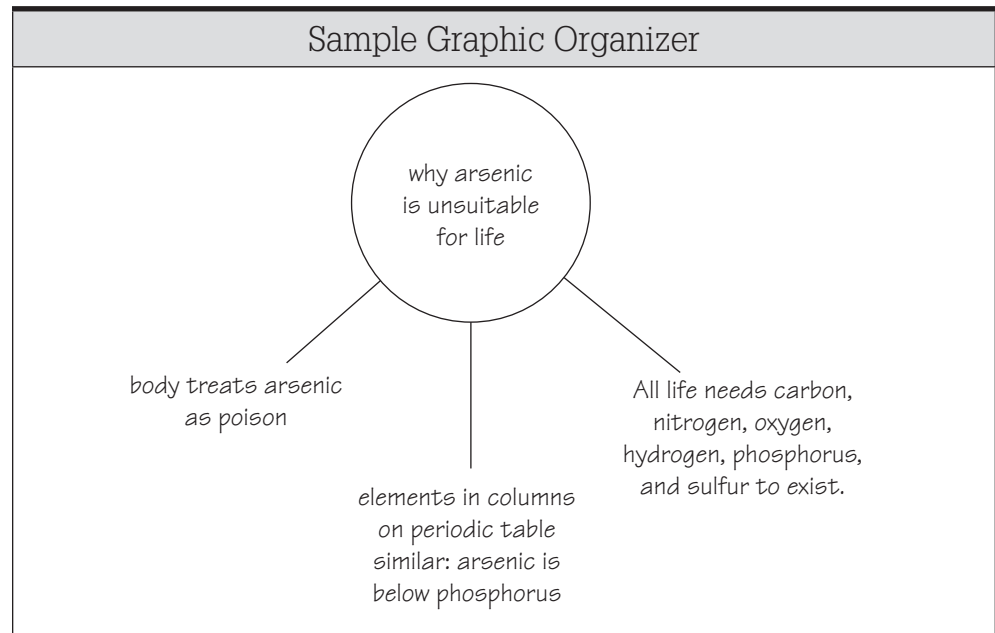 Sample Graphic Organizer
why arsenic
is unsuitable
for life
body treats arsenic
as poison
elements in columns
on periodic table
similar: arsenic is
below phosphorus
All life needs carbon,
nitrogen, oxygen,
hydrogen, phosphorus,
and sulfur to exist.